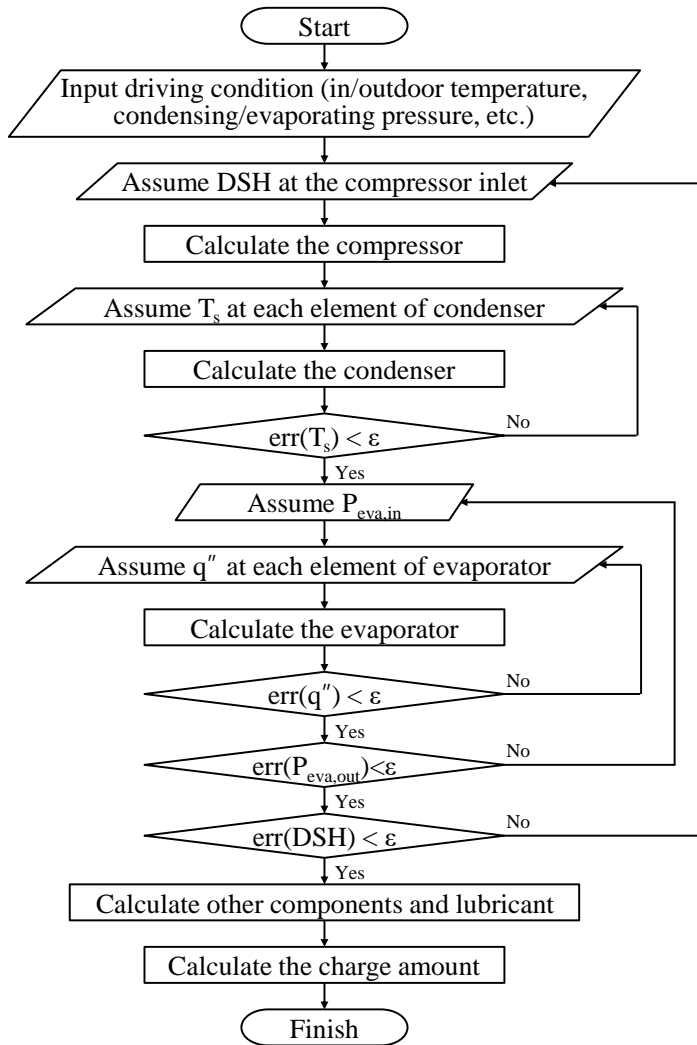 Start
Input driving condition (in/outdoor temperature,
condensing/evaporating pressure, etc.)
Assume DSH at the compressor inlet
Calculate the compressor
Assume Tₛ at each element of condenser
Calculate the condenser
err(Tₛ) < ε
No
Yes
Assume P_eva,in
Assume q″ at each element of evaporator
Calculate the evaporator
err(q″) < ε
No
Yes
err(P_eva,out)<ε
No
Yes
err(DSH) < ε
No
Yes
Calculate other components and lubricant
Calculate the charge amount
Finish